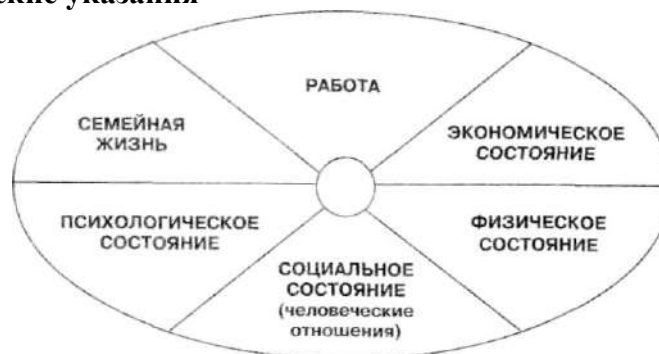 ские указания
РАБОТА
СЕМЕЙНАЯ
ЖИЗНЬ
ЭКОНОМИЧЕСКОЕ
СОСТОЯНИЕ
ПСИХОЛОГИЧЕСКОЕ
СОСТОЯНИЕ
ФИЗИЧЕСКОЕ
СОСТОЯНИЕ
СОЦИАЛЬНОЕ
СОСТОЯНИЕ
(человеческие
отношения)